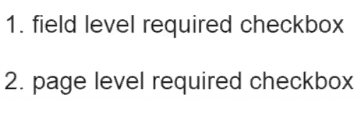 1. field level required checkbox
2. page level required checkbox